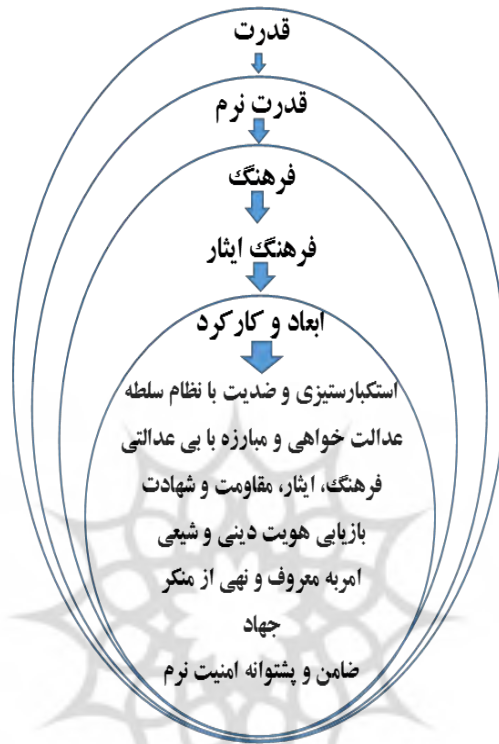 قدرت
قدرت نرم
فرهنگ
فرهنگ ایثار
ابعاد و کارکرد
استکبارستیزی و ضدیت با نظام سلطه
عدالت خواهی و مبارزه با بی عدالتی
فرهنگ، ایثار، مقاومت و شهادت
بازیابی هویت دینی و شیعی
امربه معروف و نهی از منکر
جهاد
ضامن و پشتوانه امنیت نرم